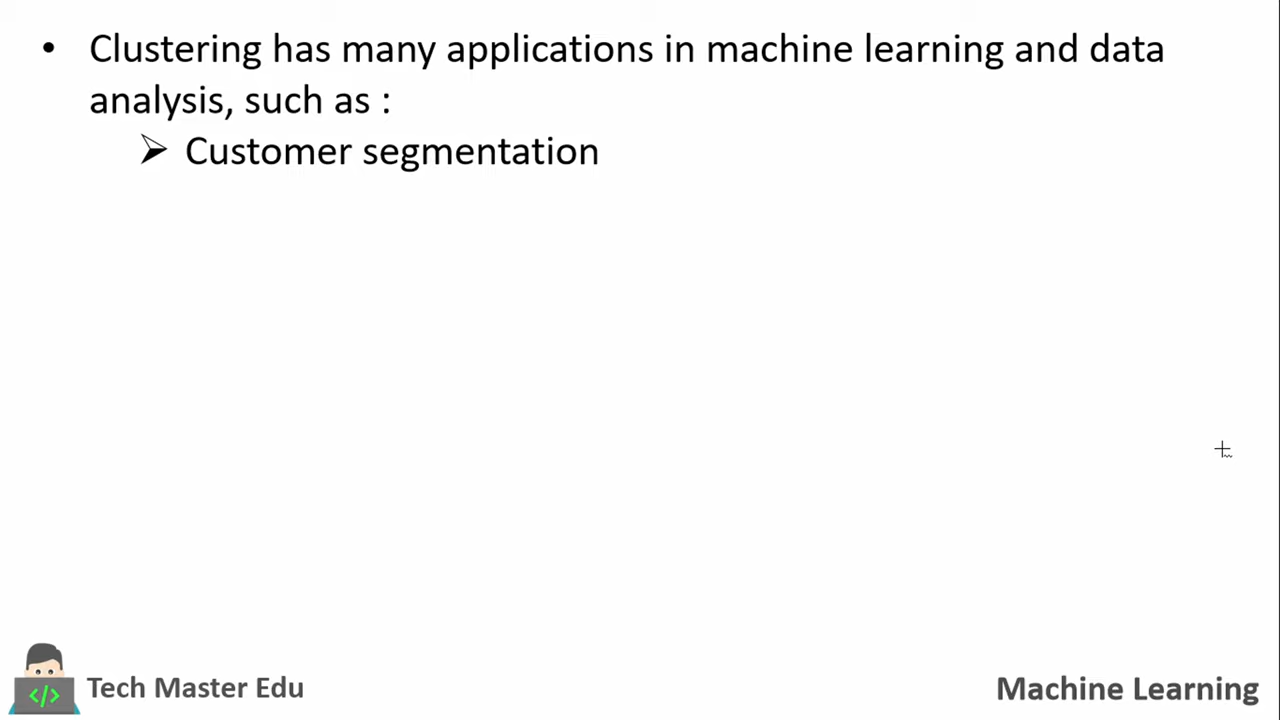 • Clustering has many applications in machine learning and data
analysis, such as :
➢ Customer segmentation
</>
Tech Master Edu
Machine Learning